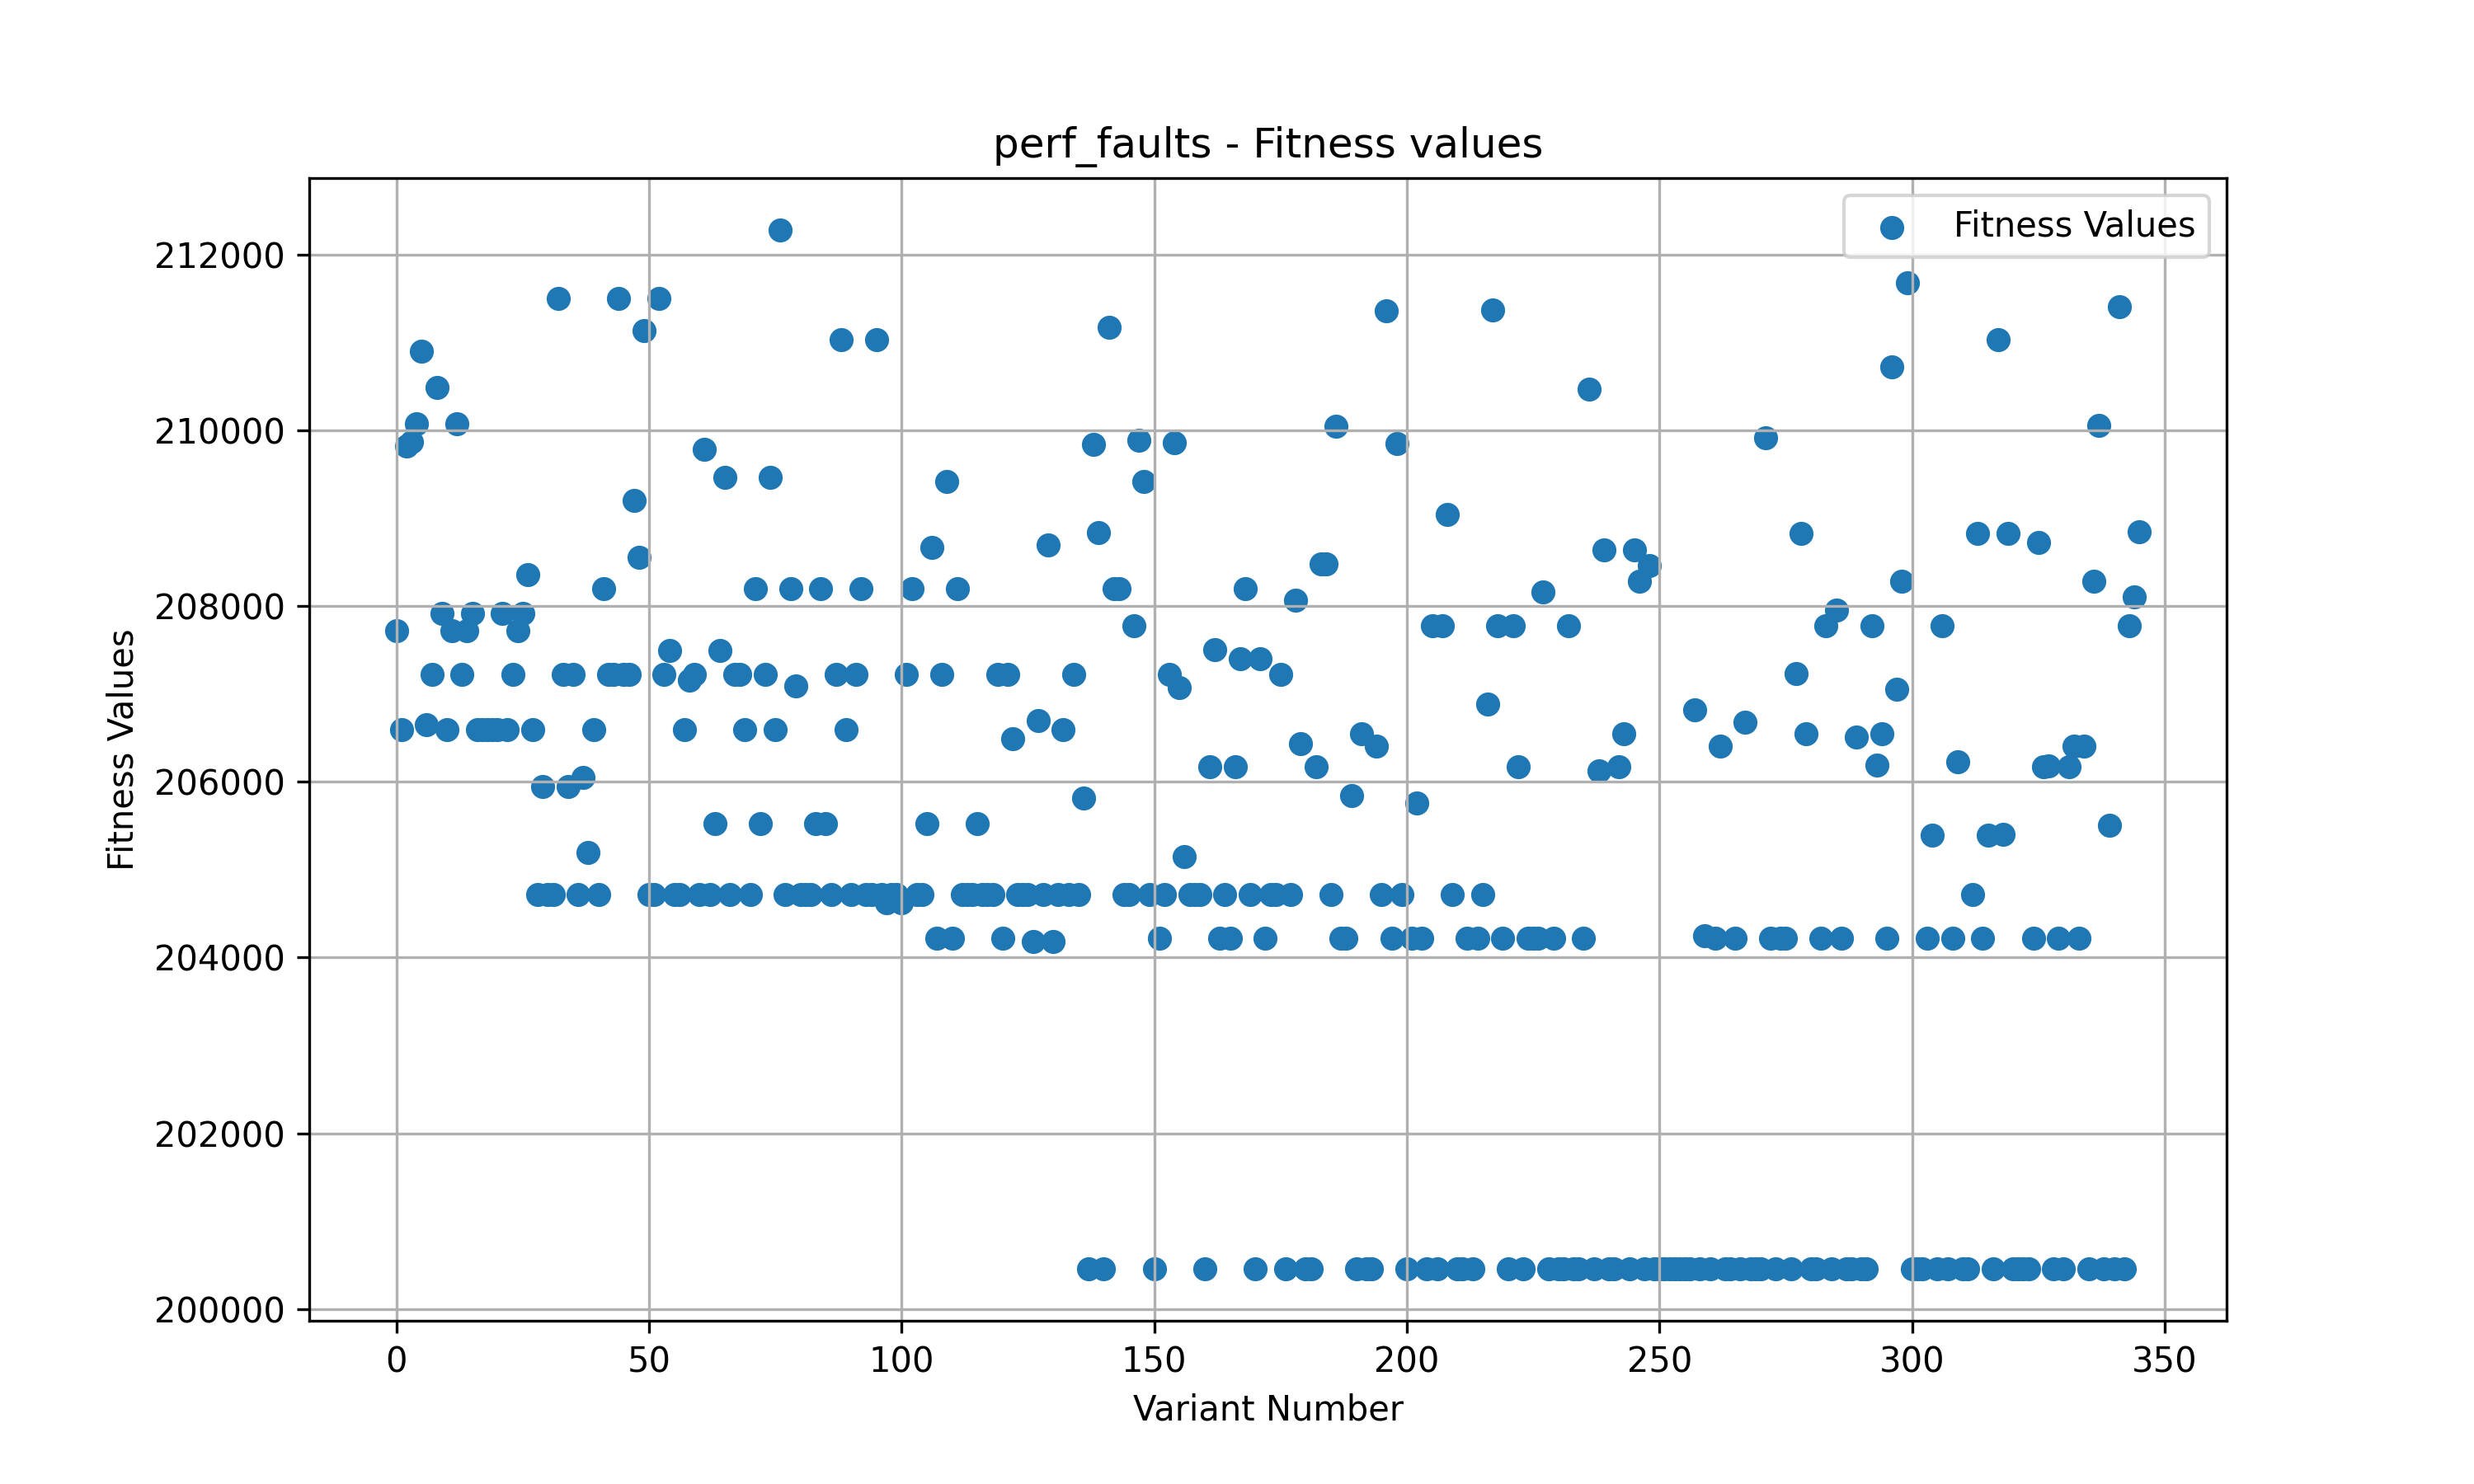 perf_faults - Fitness values
Fitness Values
212000
210000
208000
206000
204000
202000
200000
Fitness Values
0 50 100 150 200 250 300 350
Variant Number